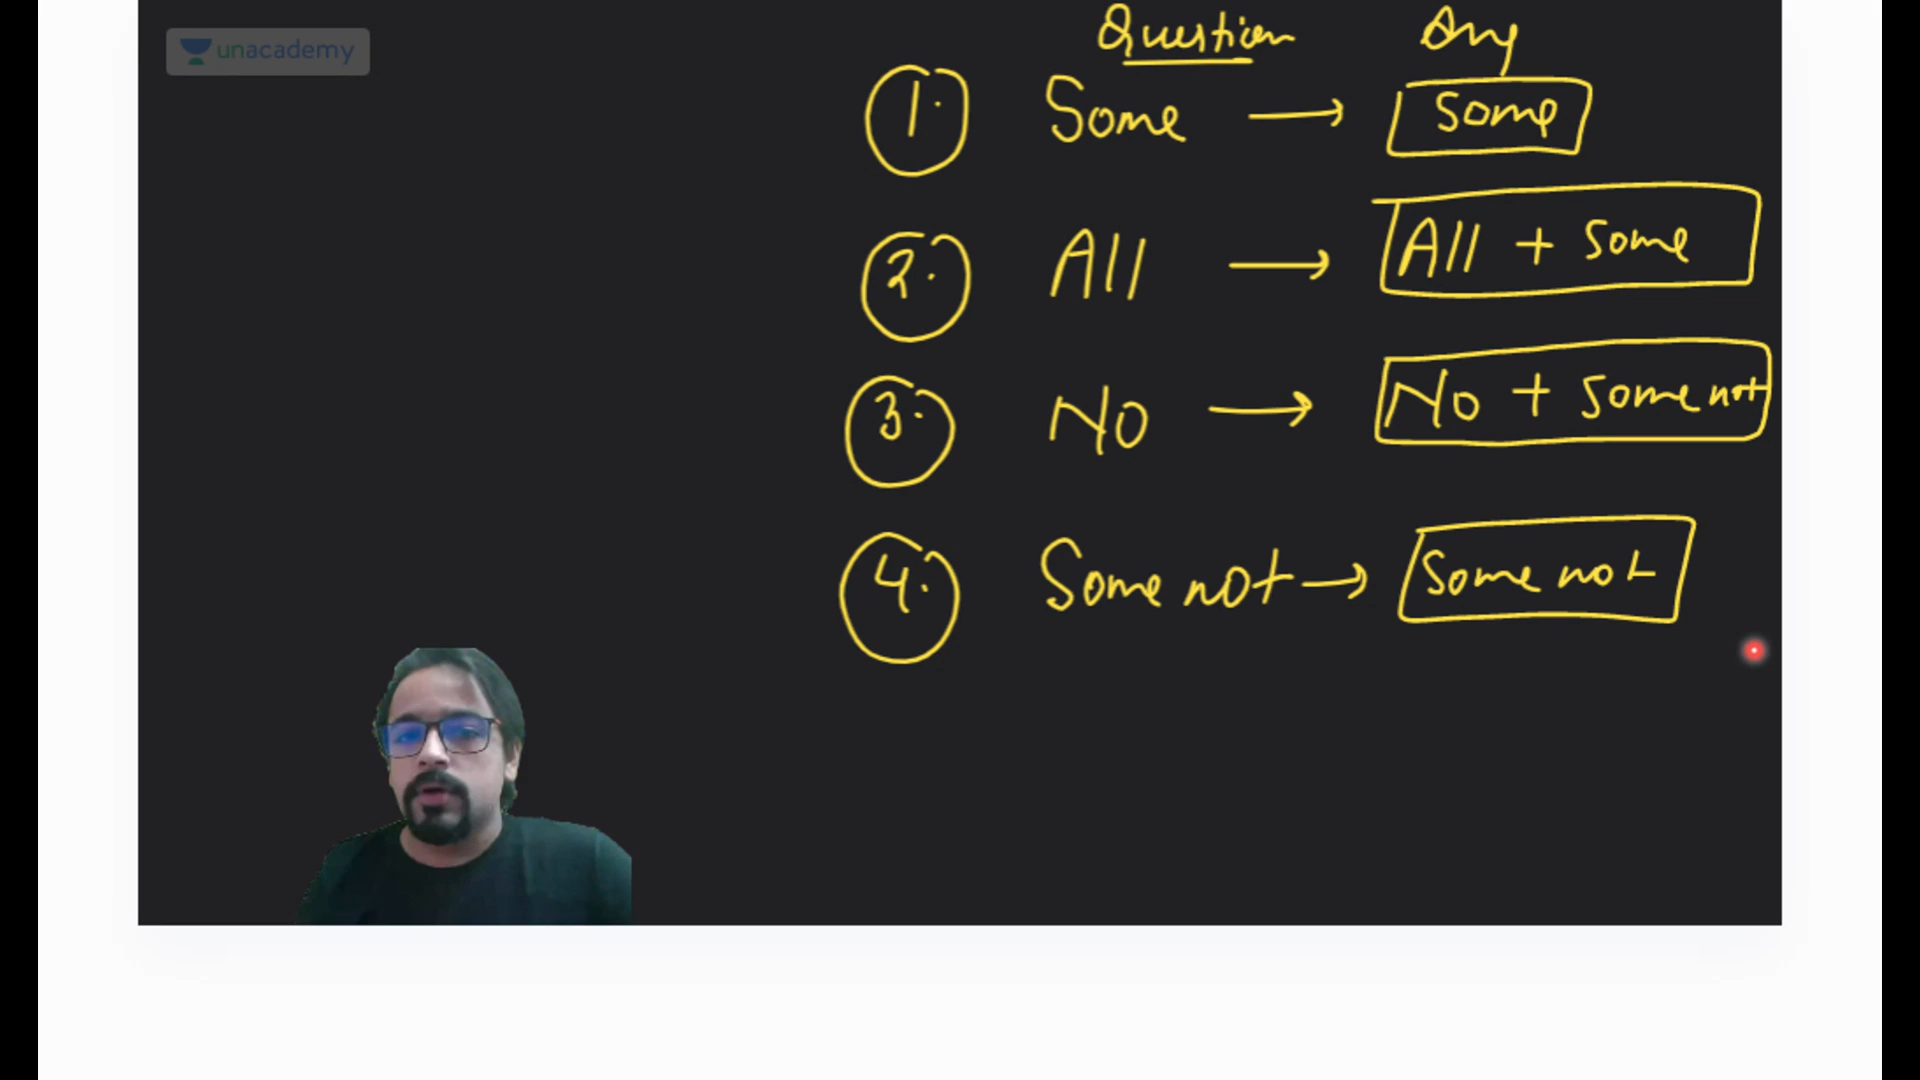 unacademy
Question Ans
1. Some → Some
2. All → All + Some
3. No → No + Some not
4. Some not → Some not